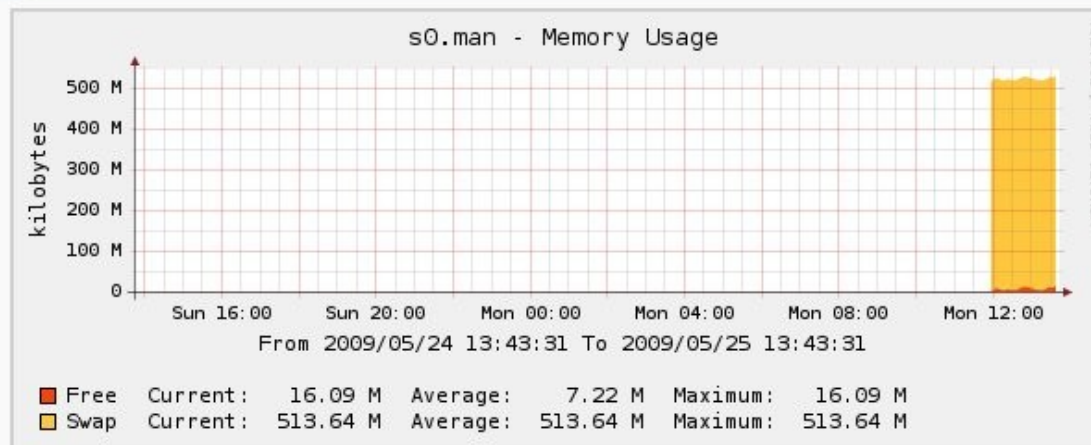 s0.man - Memory Usage
kilobytes
500 M
400 M
300 M
200 M
100 M
0
Sun 16:00 Sun 20:00 Mon 00:00 Mon 04:00 Mon 08:00 Mon 12:00
From 2009/05/24 13:43:31 To 2009/05/25 13:43:31
Free Current: 16.09 M Average: 7.22 M Maximum: 16.09 M
Swap Current: 513.64 M Average: 513.64 M Maximum: 513.64 M